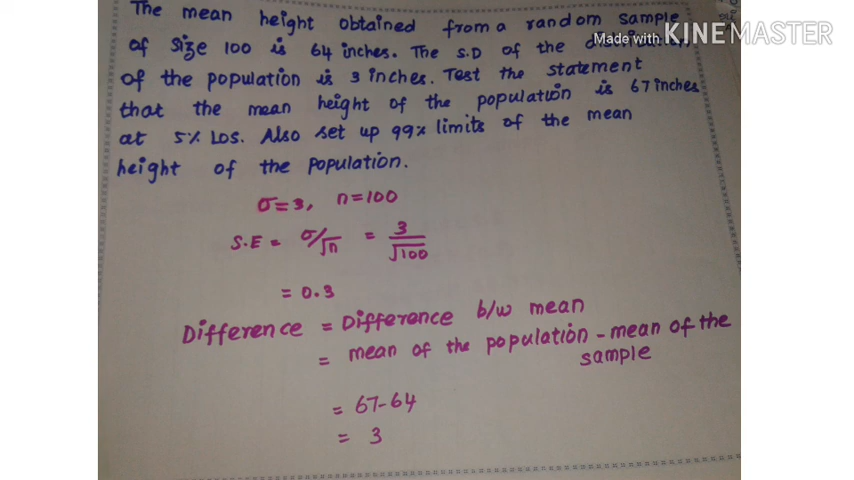 The mean height obtained from a random sample
of size 100 is 64 inches. The S.D of the
of the population is 3 inches. Test the statement
that the mean height of the population is 67 inches
at 5% LOS. Also set up 99% limits of the mean
height of the population.
σ=3, n=100
S.E = σ/√n = 3/√100
= 0.3
Difference = Difference b/w mean
= mean of the population - mean of the
sample
= 67-64
= 3
Made with KINEMASTER